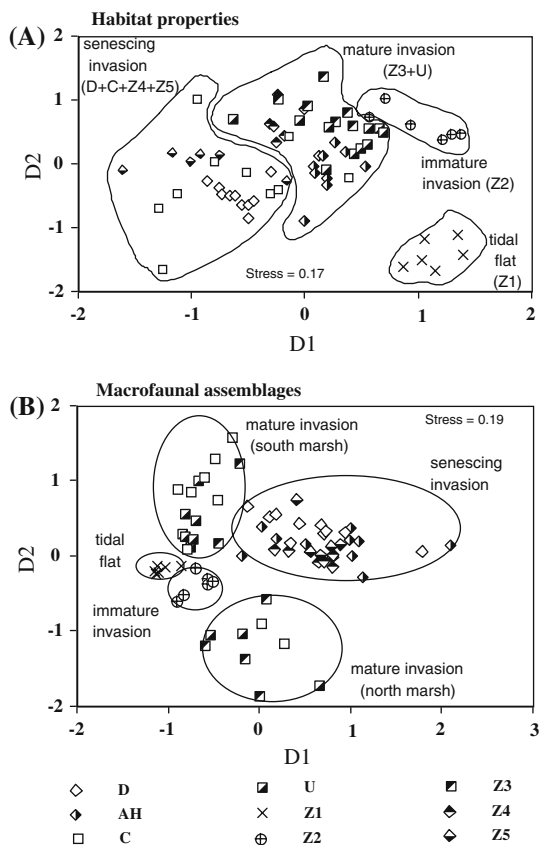 Habitat properties
(A)
senescing
invasion
(D+C+Z4+Z5)
mature invasion
(Z3+U)
immature
invasion (Z2)
tidal
flat
(Z1)
Stress = 0.17
D2
2
1
0
-1
-2
-2 -1 0 1 2
D1
Macrofaunal assemblages
(B)
mature invasion
(south marsh)
Stress = 0.19
senescing
invasion
tidal
flat
immature
invasion
mature invasion
(north marsh)
D2
2
1
0
-1
-2
-2 -1 0 1 2 3
D1
D U Z3
AH Z1 Z4
C Z2 Z5